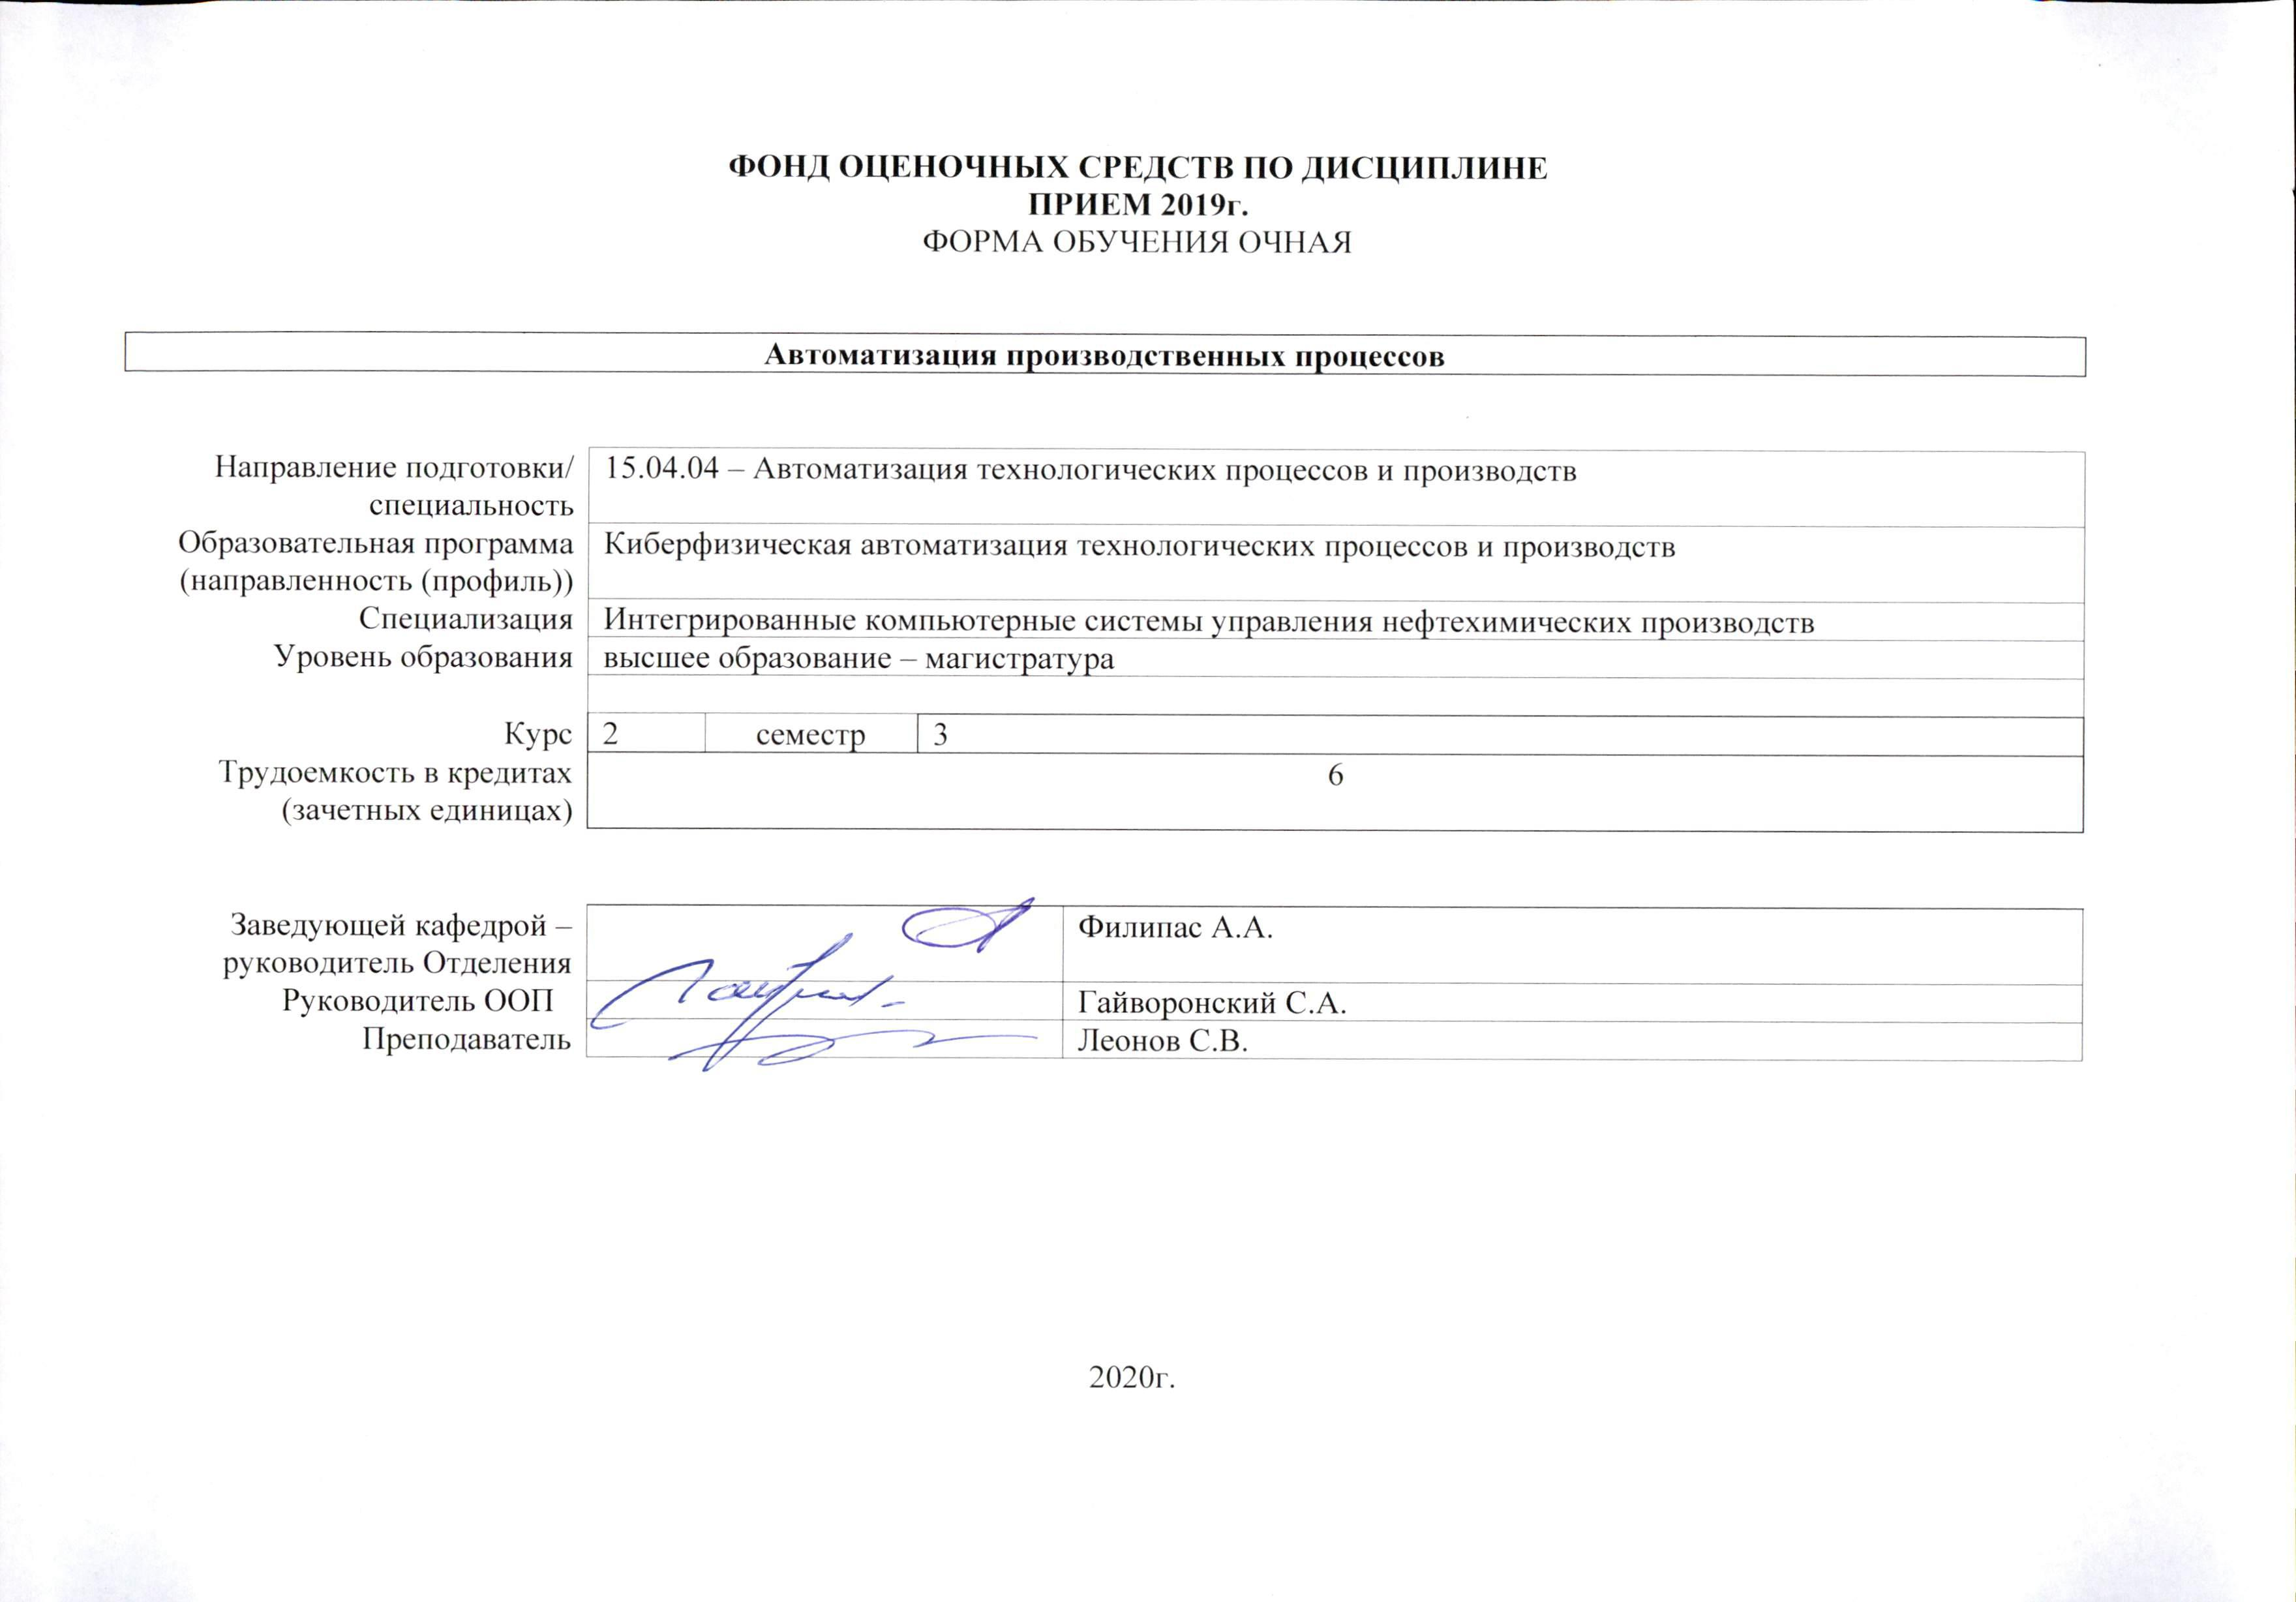 ФОНД ОЦЕНОЧНЫХ СРЕДСТВ ПО ДИСЦИПЛИНЕ
ПРИЕМ 2019г.
ФОРМА ОБУЧЕНИЯ ОЧНАЯ
Автоматизация производственных процессов
Направление подготовки/ 15.04.04 – Автоматизация технологических процессов и производств
специальность
Образовательная программа Киберфизическая автоматизация технологических процессов и производств
(направленность (профиль))
Специализация Интегрированные компьютерные системы управления нефтехимических производств
Уровень образования высшее образование – магистратура
Курс 2 семестр 3
Трудоемкость в кредитах 6
(зачетных единицах)
Заведующей кафедрой – Филипас А.А.
руководитель Отделения
Руководитель ООП Гайворонский С.А.
Преподаватель Леонов С.В.
2020г.